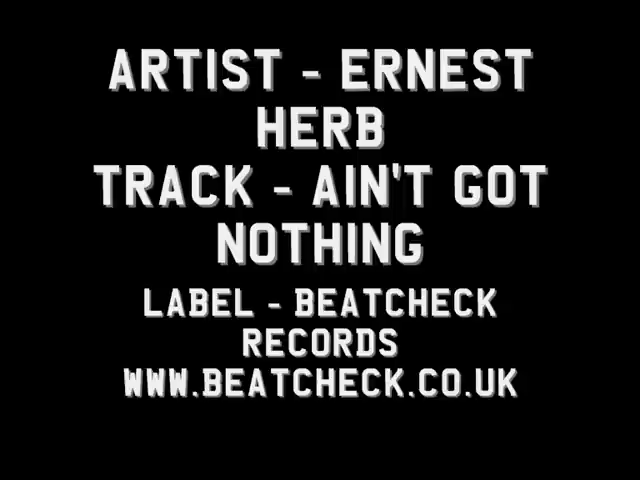 ARTIST - ERNEST
HERB
TRACK - AIN'T GOT
NOTHING
LABEL - BEATCHECK
RECORDS
WWW.BEATCHECK.CO.UK